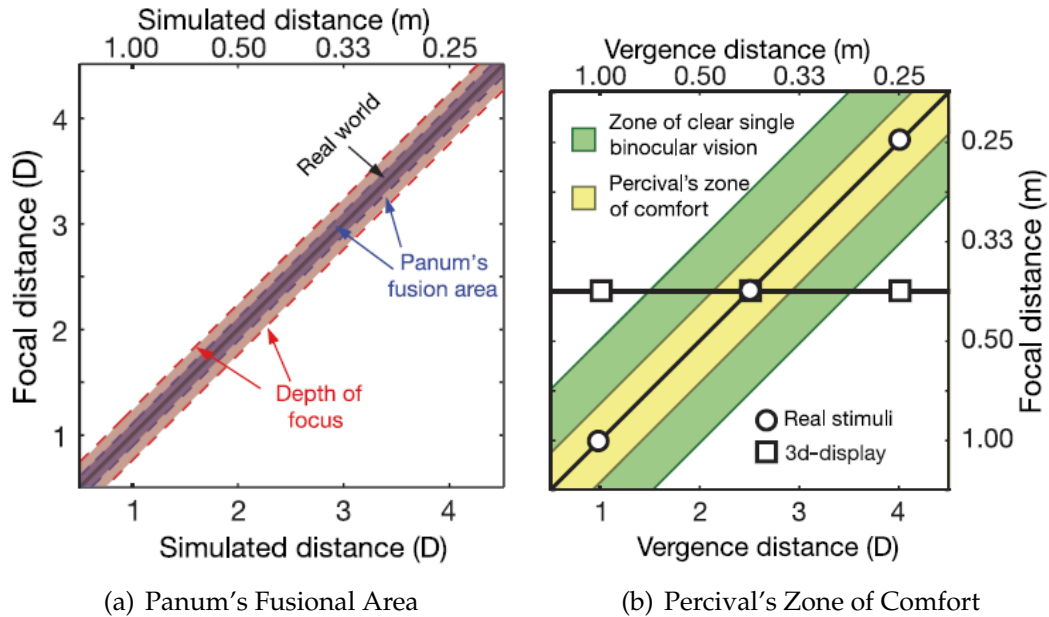 Simulated distance (m)
1.00 0.50 0.33 0.25
Focal distance (D)
4
3
2
1
Real world
Panum's
fusion area
Depth of
focus
1 2 3 4
Simulated distance (D)
(a) Panum's Fusional Area
Vergence distance (m)
1.00 0.50 0.33 0.25
Zone of clear single
binocular vision
Percival's zone
of comfort
0.25
0.33
0.50
1.00
Focal distance (m)
Real stimuli
3d-display
1 2 3 4
Vergence distance (D)
(b) Percival's Zone of Comfort